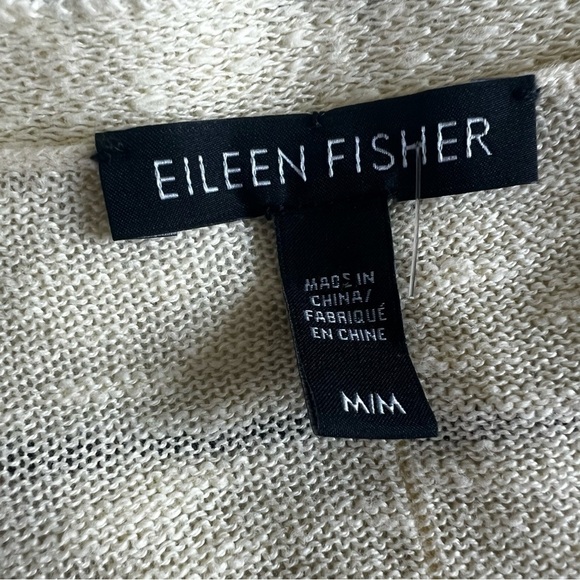 EILEEN FISHER
MADE IN
CHINA/
FABRIQUÉ
EN CHINE
M/M